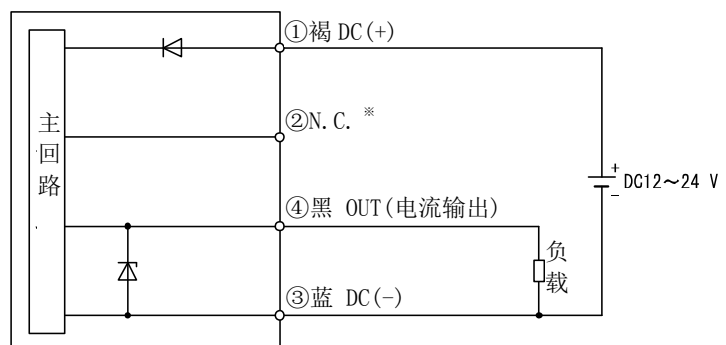 ①褐 DC(+)
②N.C.※
主回路
+
DC12～24 V
−
④黑 OUT(电流输出)
负载
③蓝 DC(-)